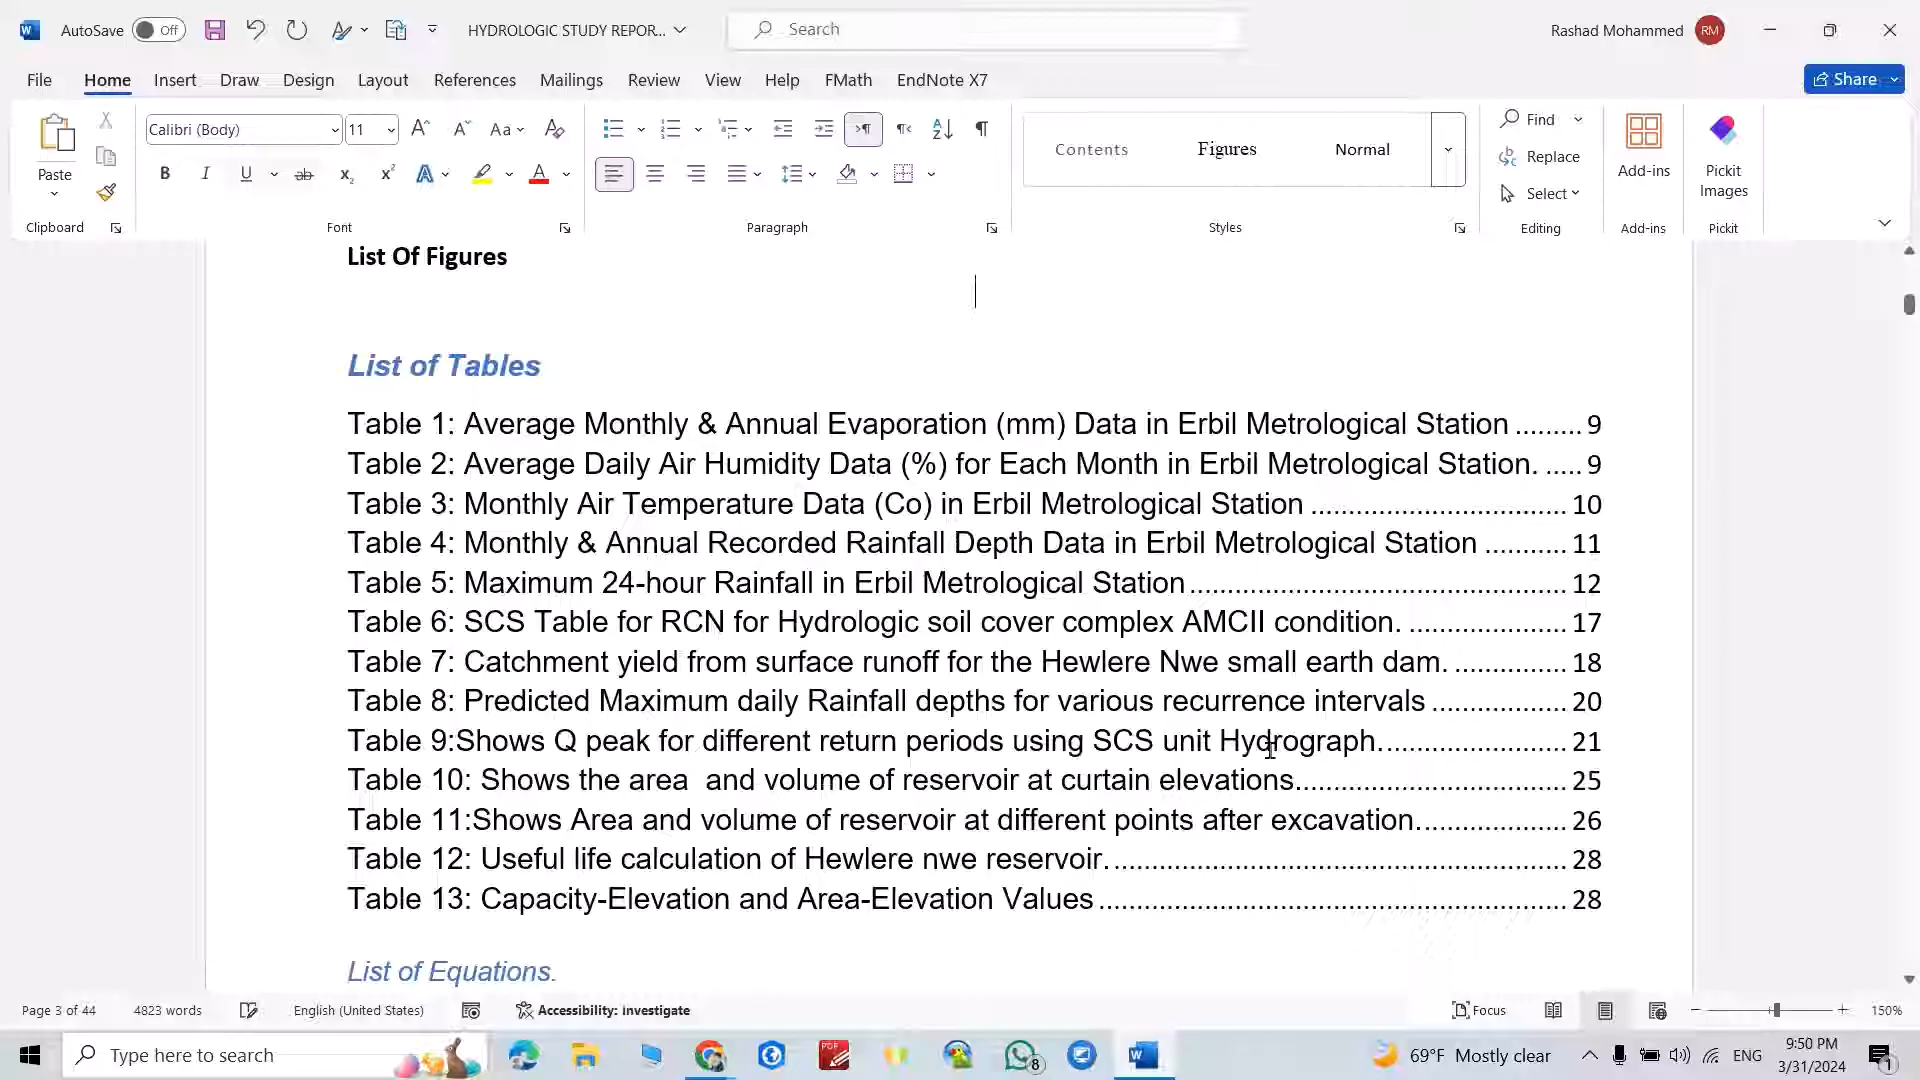 AutoSave Off HYDROLOGIC STUDY REPOR... Search Rashad Mohammed RM
File Home Insert Draw Design Layout References Mailings Review View Help FMath EndNote X7 Share
Calibri (Body) 11 Aa
Contents Figures Normal
Find
Replace
Select
Paste
Add-ins
Pickit
Images
B I U ab x₂ x² A A
Clipboard Font Paragraph Styles Editing Add-ins Pickit
List Of Figures
List of Tables
Table 1: Average Monthly & Annual Evaporation (mm) Data in Erbil Metrological Station ......... 9
Table 2: Average Daily Air Humidity Data (%) for Each Month in Erbil Metrological Station. ..... 9
Table 3: Monthly Air Temperature Data (Co) in Erbil Metrological Station ................................ 10
Table 4: Monthly & Annual Recorded Rainfall Depth Data in Erbil Metrological Station .......... 11
Table 5: Maximum 24-hour Rainfall in Erbil Metrological Station............................................... 12
Table 6: SCS Table for RCN for Hydrologic soil cover complex AMCII condition. .................... 17
Table 7: Catchment yield from surface runoff for the Hewlere Nwe small earth dam. .............. 18
Table 8: Predicted Maximum daily Rainfall depths for various recurrence intervals ................. 20
Table 9:Shows Q peak for different return periods using SCS unit Hydrograph........................ 21
Table 10: Shows the area  and volume of reservoir at curtain elevations.................................. 25
Table 11:Shows Area and volume of reservoir at different points after excavation................... 26
Table 12: Useful life calculation of Hewlere nwe reservoir. ......................................................... 28
Table 13: Capacity-Elevation and Area-Elevation Values ........................................................... 28
List of Equations.
Page 3 of 44 4823 words English (United States) Accessibility: Investigate Focus 150%
Type here to search 8 69°F Mostly clear ENG 9:50 PM
3/31/2024 1